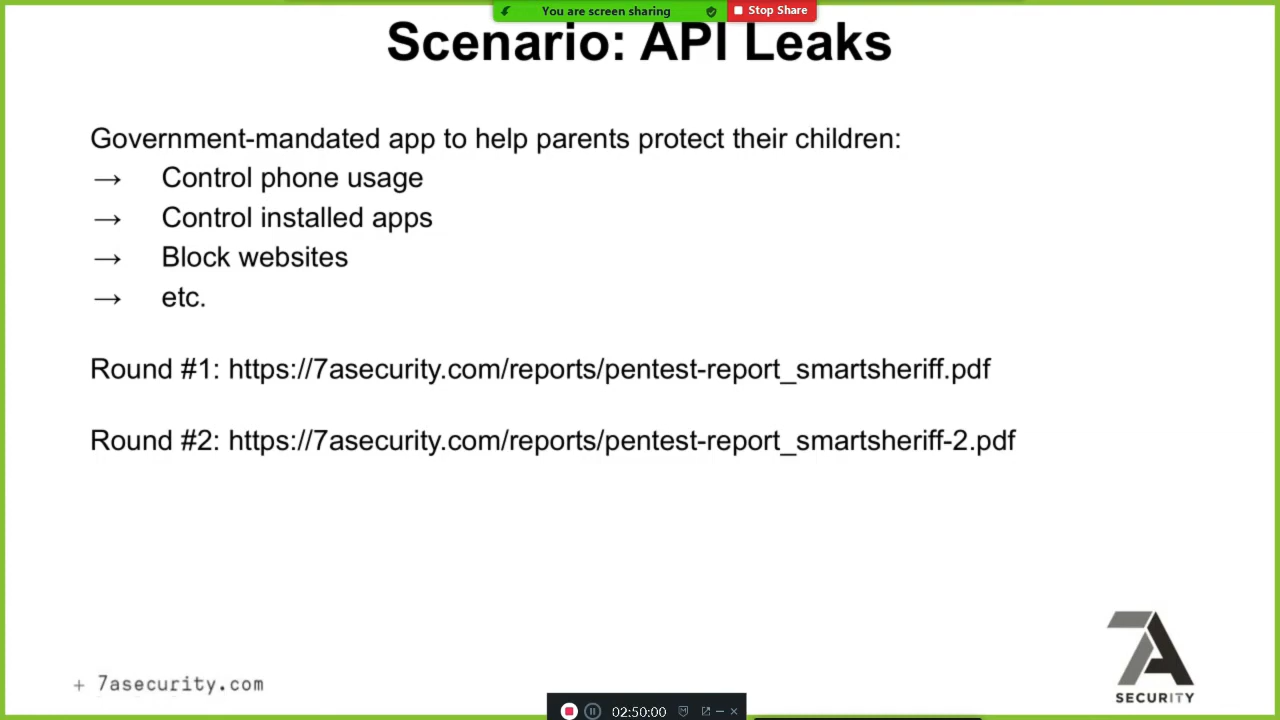 You are screen sharing
Stop Share
Scenario: API Leaks
Government-mandated app to help parents protect their children:
→ Control phone usage
→ Control installed apps
→ Block websites
→ etc.
Round #1: https://7asecurity.com/reports/pentest-report_smartsheriff.pdf
Round #2: https://7asecurity.com/reports/pentest-report_smartsheriff-2.pdf
7A
SECURITY
+ 7asecurity.com
02:50:00